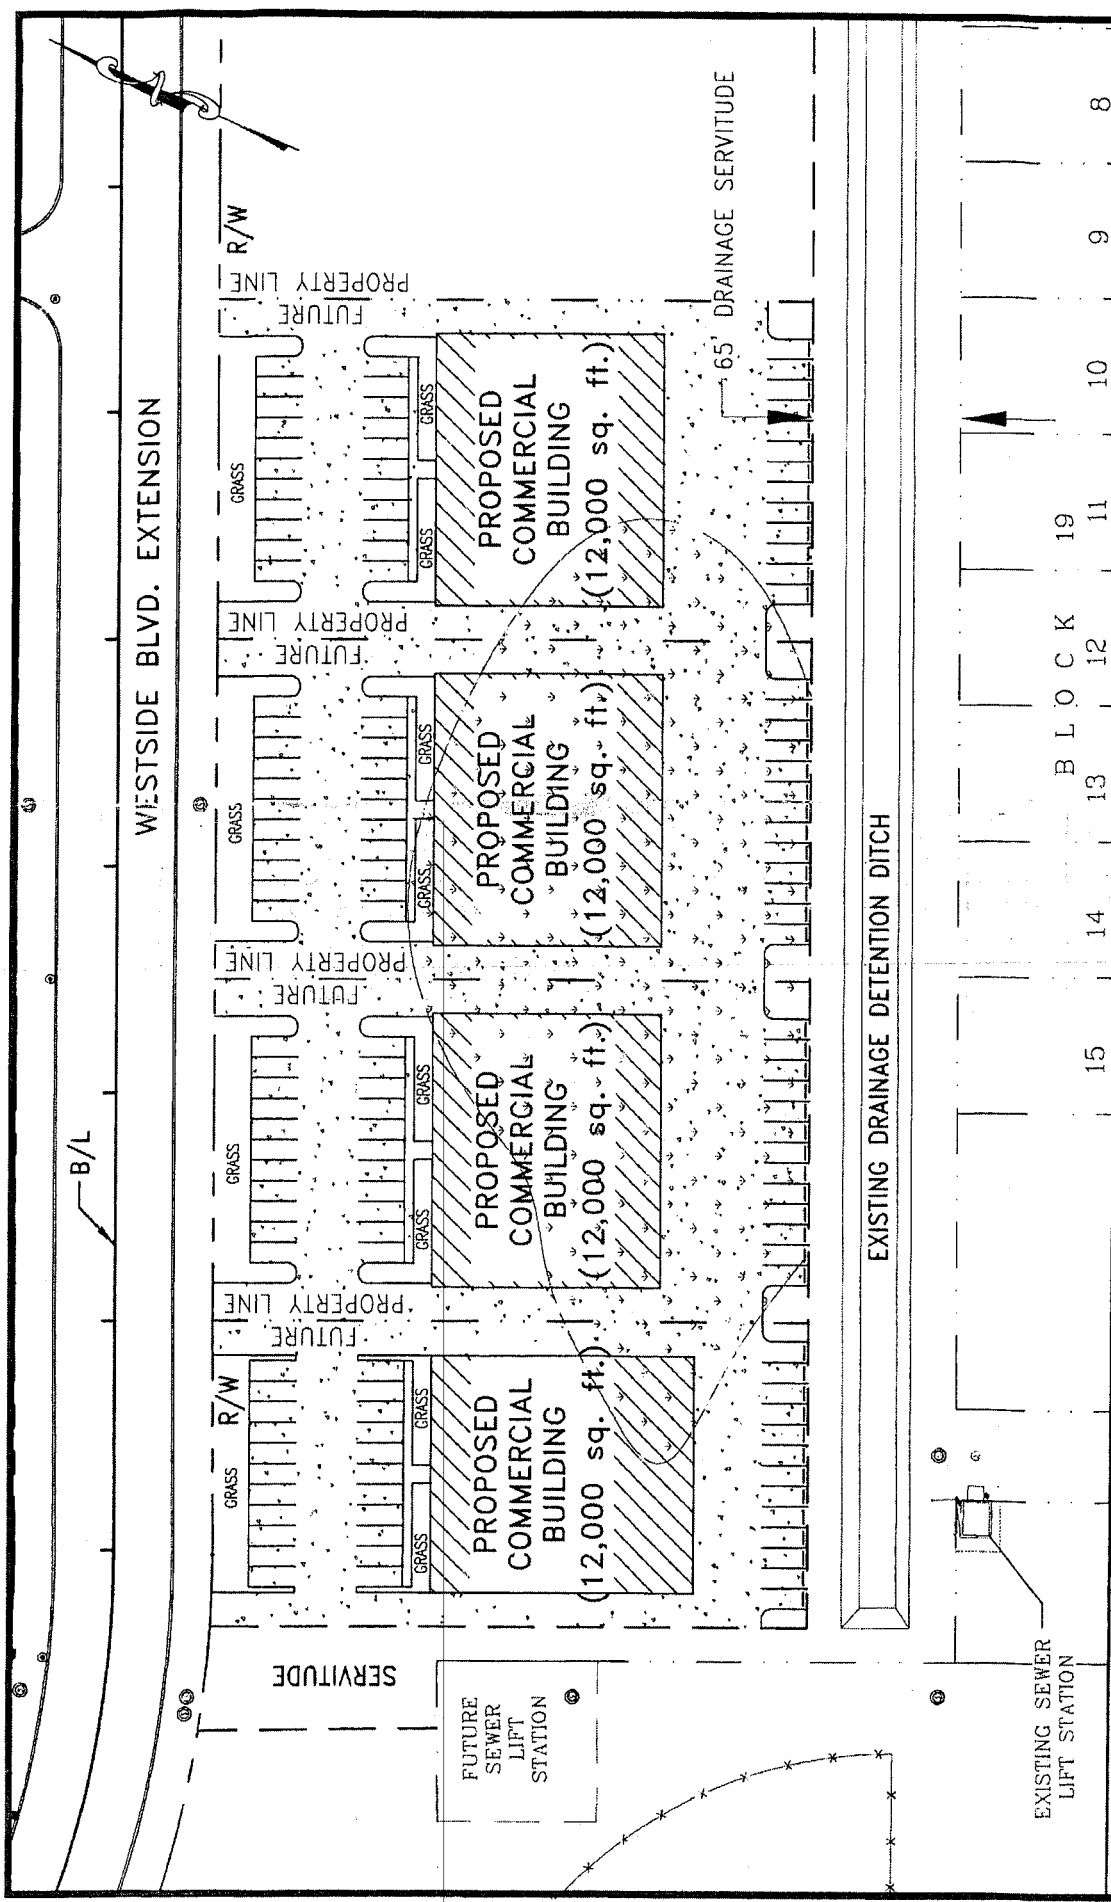 WESTSIDE BLVD. EXTENSION
B/L
R/W
R/W
GRASS
GRASS
GRASS
GRASS
FUTURE
PROPERTY LINE
FUTURE
PROPERTY LINE
FUTURE
PROPERTY LINE
FUTURE
PROPERTY LINE
GRASS
GRASS
GRASS
GRASS
GRASS
GRASS
GRASS
GRASS
SERVITUDE
PROPOSED
COMMERCIAL
BUILDING
(12,000 sq. ft.)
PROPOSED
COMMERCIAL
BUILDING
(12,000 sq. ft.)
PROPOSED
COMMERCIAL
BUILDING
(12,000 sq. ft.)
PROPOSED
COMMERCIAL
BUILDING
(12,000 sq. ft.)
FUTURE
SEWER
LIFT
STATION
65' DRAINAGE SERVITUDE
EXISTING DRAINAGE DETENTION DITCH
EXISTING SEWER
LIFT STATION
BLOCK 19
15
14
13
12
11
10
9
8